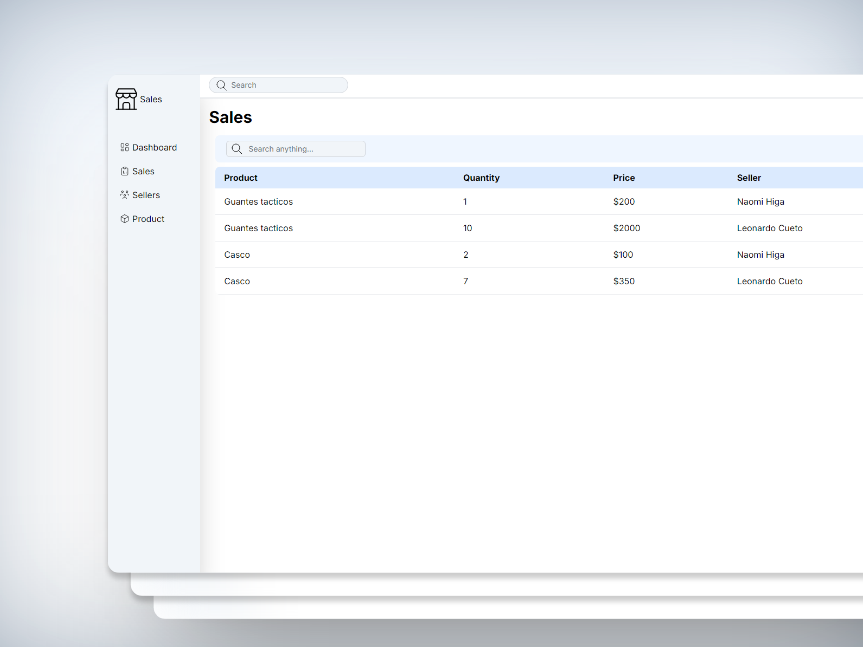 Sales
Search
Dashboard
Sales
Sellers
Product
Sales
Search anything...
Product Quantity Price Seller
Guantes tacticos 1 $200 Naomi Higa
Guantes tacticos 10 $2000 Leonardo Cueto
Casco 2 $100 Naomi Higa
Casco 7 $350 Leonardo Cueto